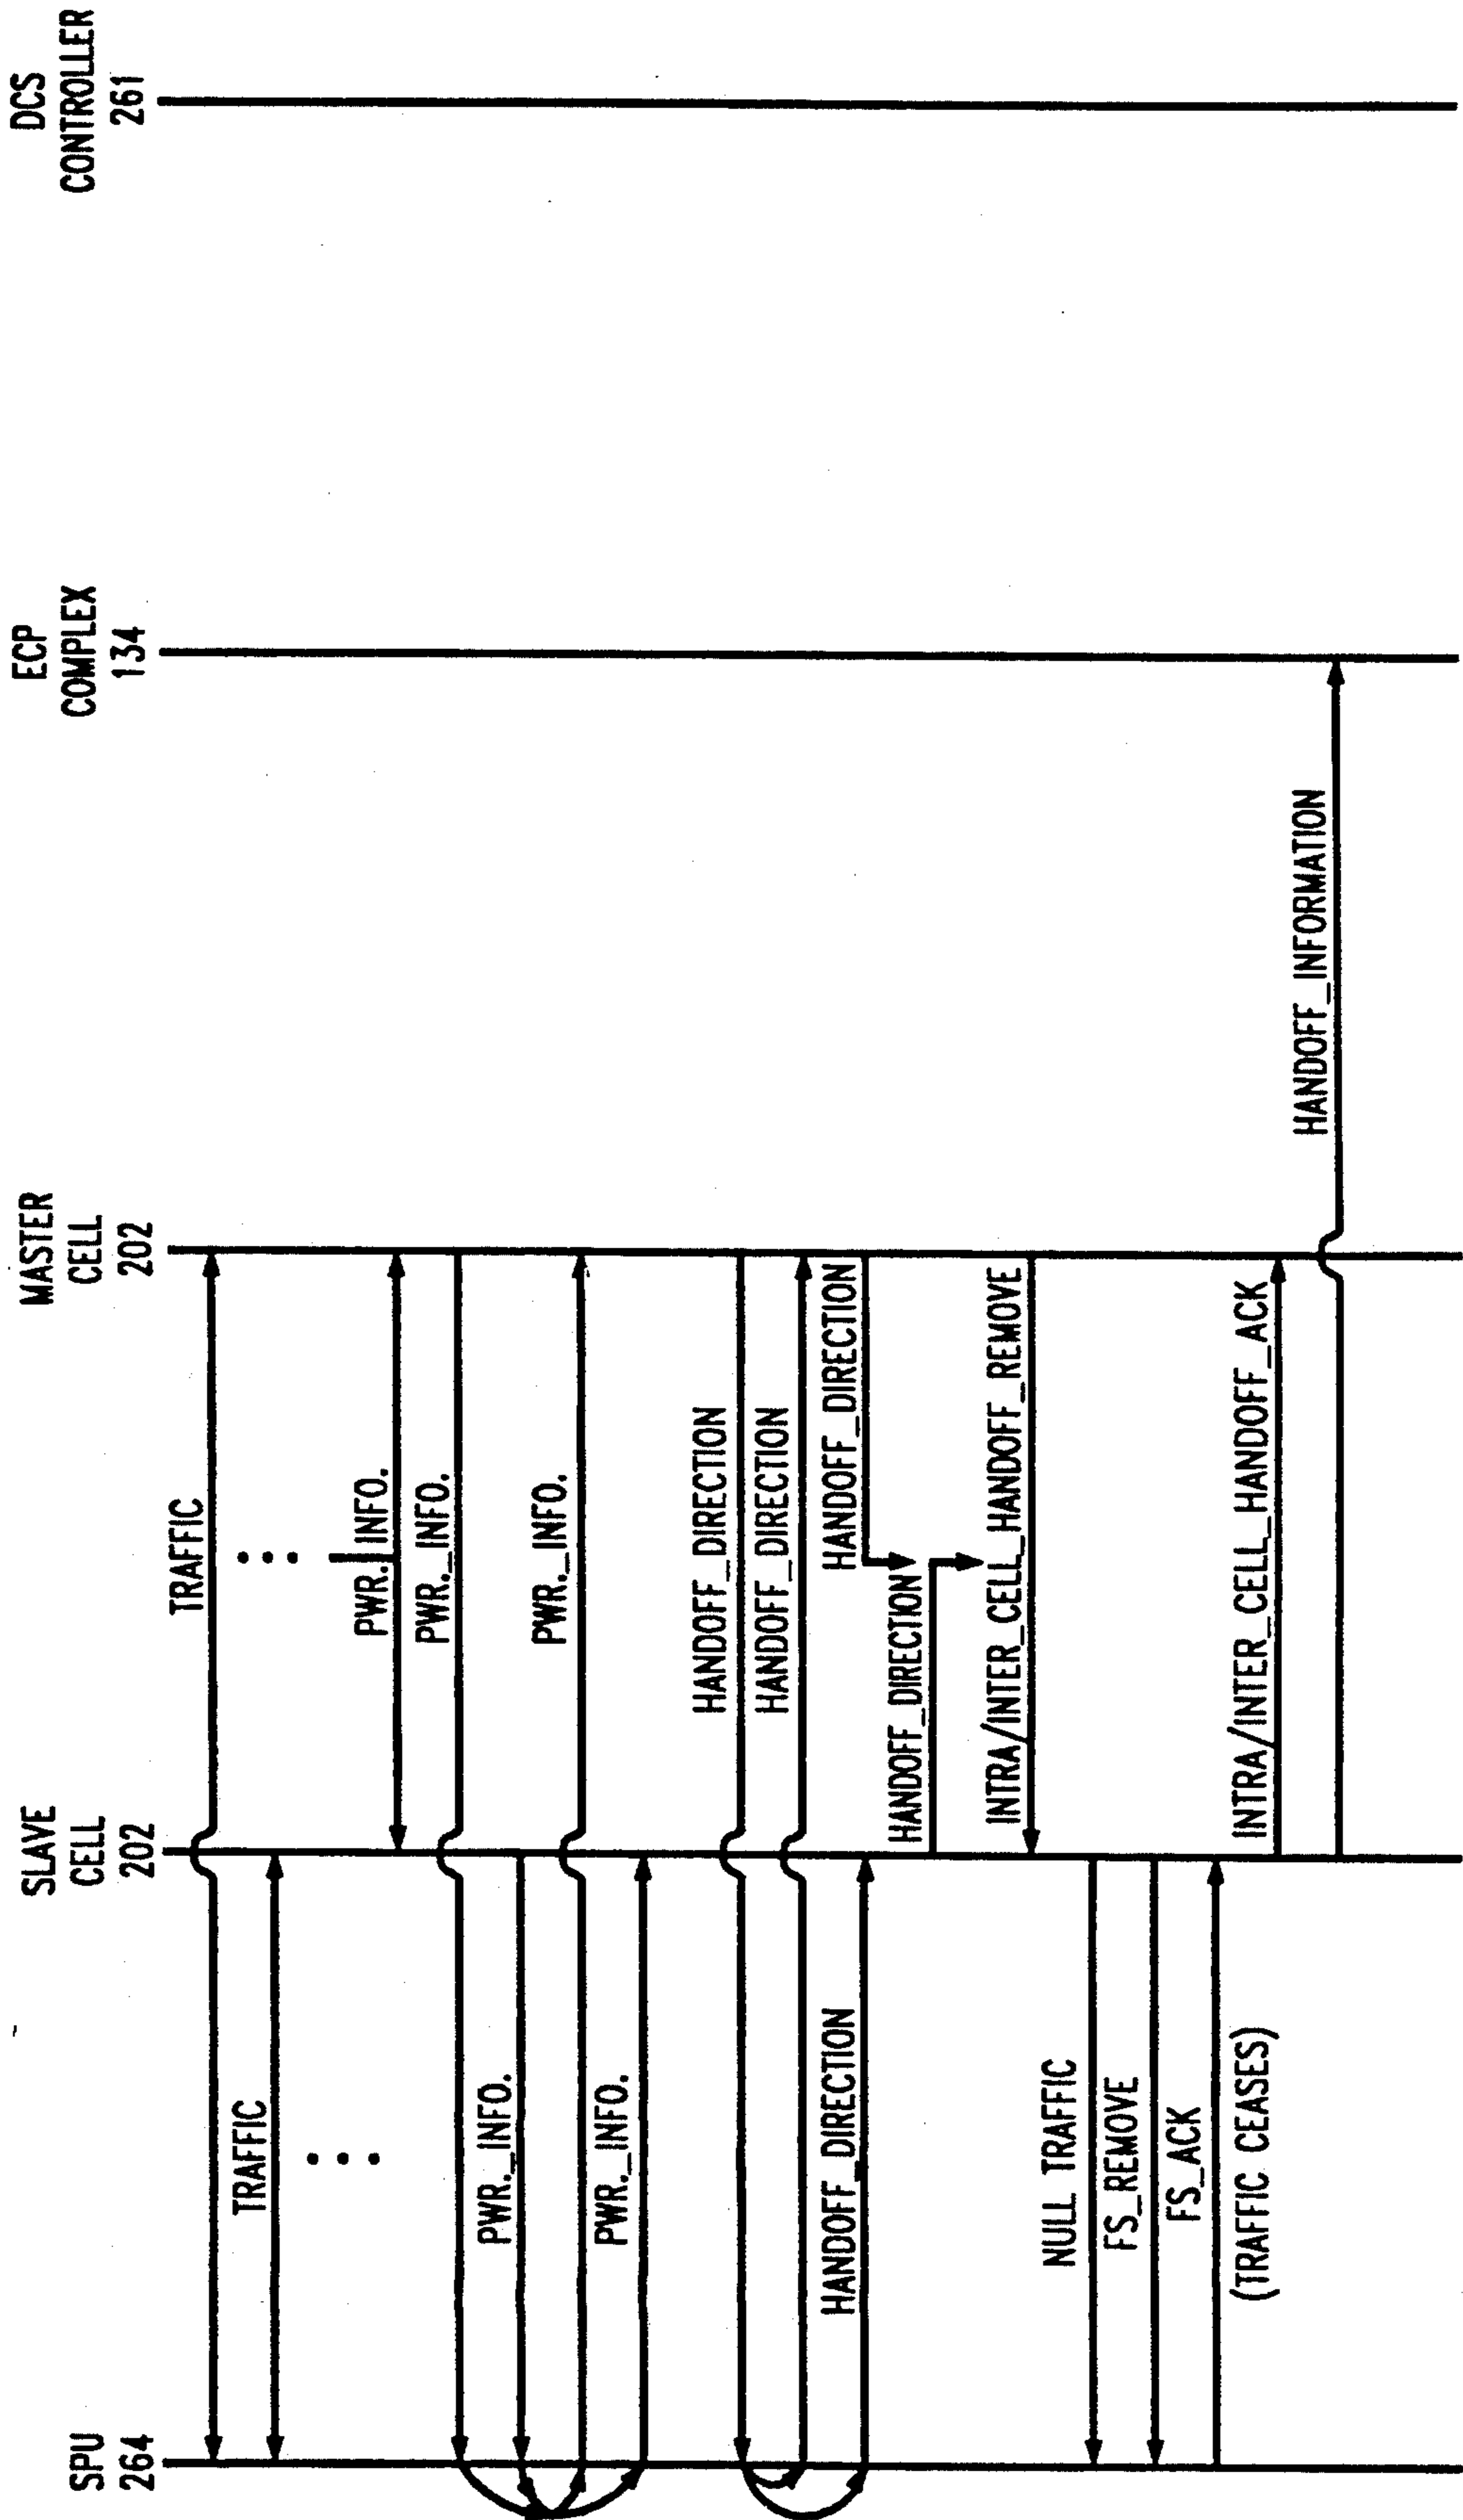 SPU
264
SLAVE
CELL
202
MASTER
CELL
202
ECP
COMPLEX
134
DCS
CONTROLLER
261
TRAFFIC
TRAFFIC
PWR._INFO.
PWR._INFO.
PWR._INFO.
PWR._INFO.
PWR._INFO.
HANDOFF_DIRECTION
HANDOFF_DIRECTION
HANDOFF_DIRECTION
HANDOFF_DIRECTION
HANDOFF_DIRECTION
INTRA/INTER_CELL_HANDOFF_REMOVE
NULL TRAFFIC
FS_REMOVE
FS_ACK
(TRAFFIC CEASES)
INTRA/INTER_CELL_HANDOFF_ACK
HANDOFF_INFORMATION